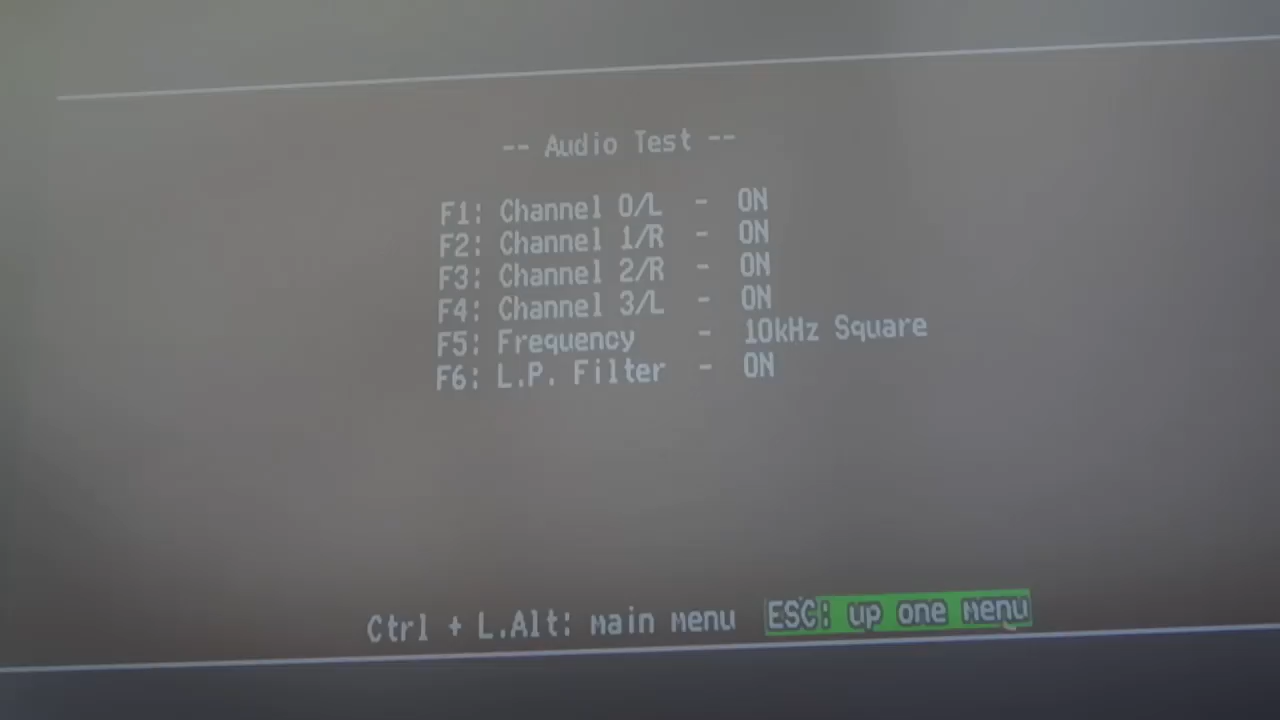 -- Audio Test --
F1: Channel 0/L - ON
F2: Channel 1/R - ON
F3: Channel 2/R - ON
F4: Channel 3/L - ON
F5: Frequency - 10kHz Square
F6: L.P. Filter - ON
Ctrl + L.Alt: main menu ESC: up one menu